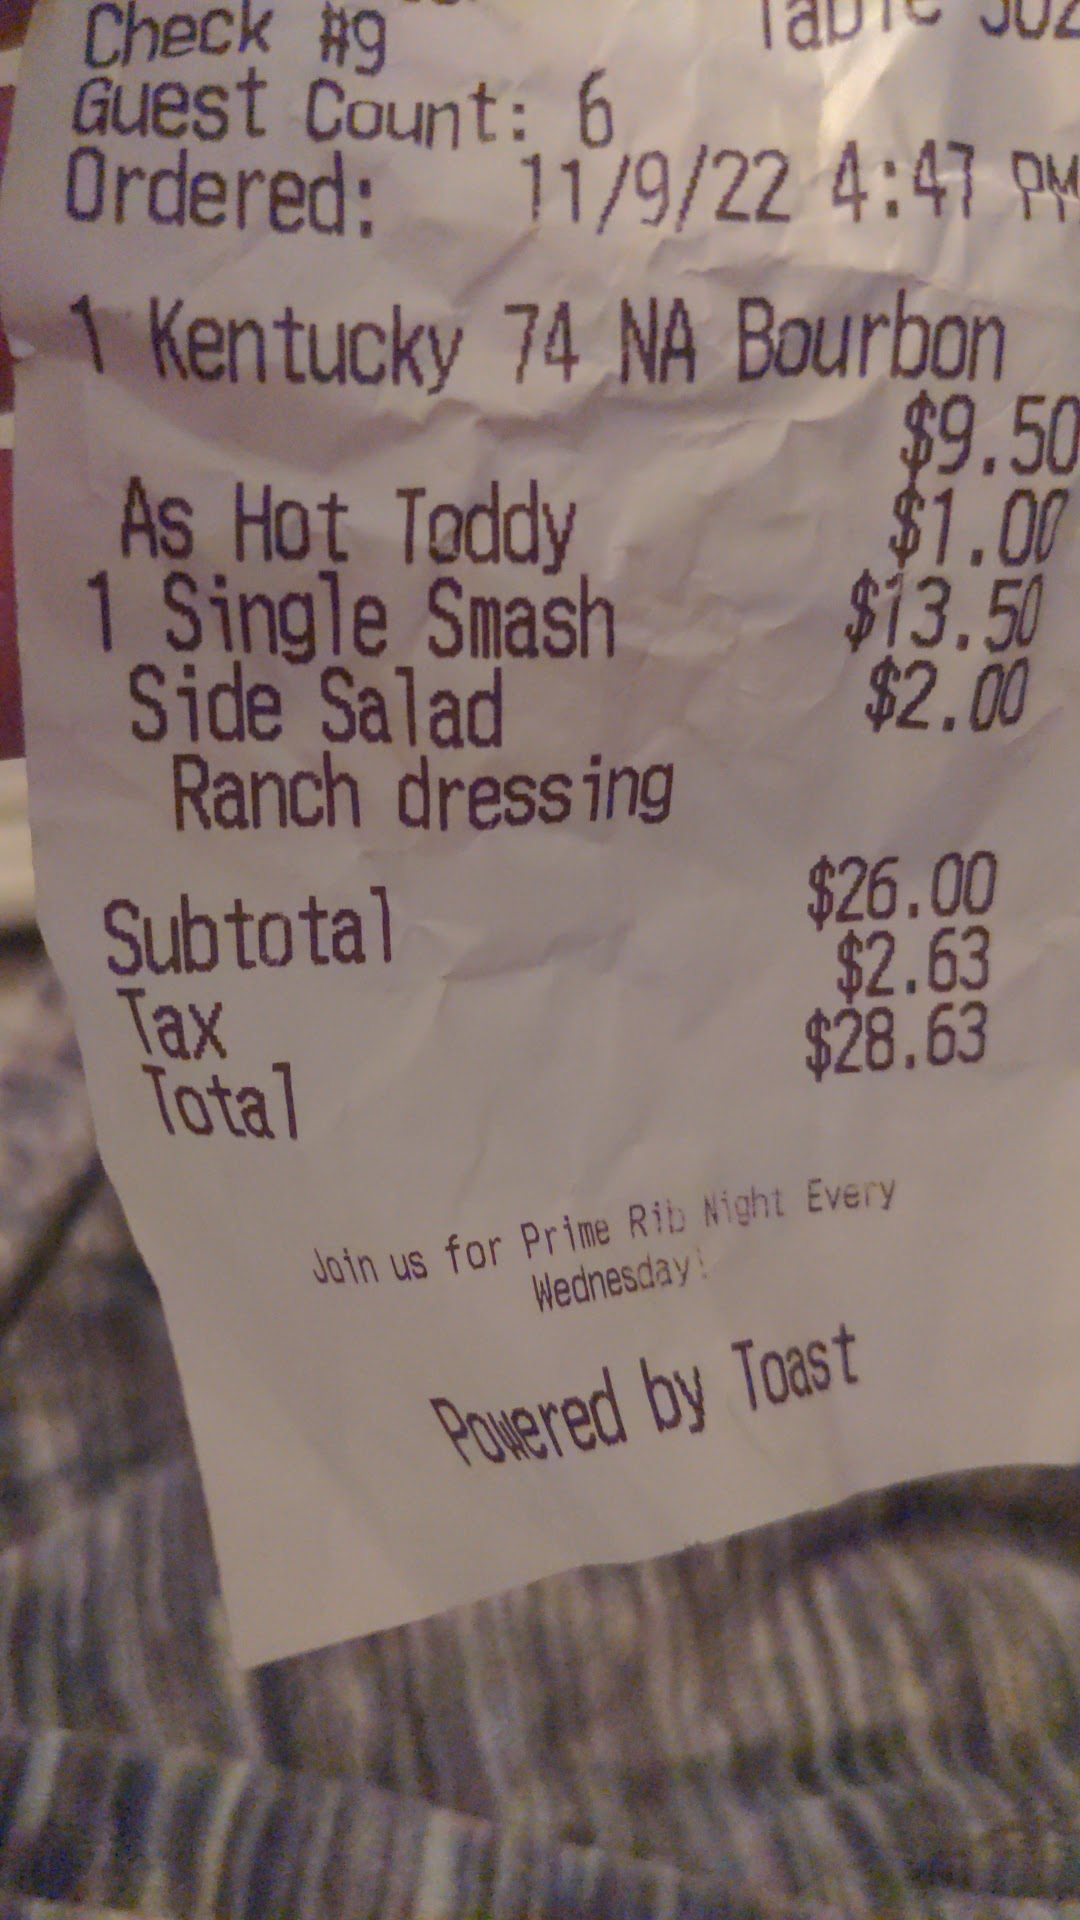 Check #9 Table
Guest Count: 6
Ordered: 11/9/22 4:47 PM
1 Kentucky 74 NA Bourbon
$9.50
As Hot Toddy $1.00
1 Single Smash $13.50
Side Salad $2.00
Ranch dressing
Subtotal $26.00
Tax $2.63
Total $28.63
Join us for Prime Rib Night Every
Wednesday!
Powered by Toast